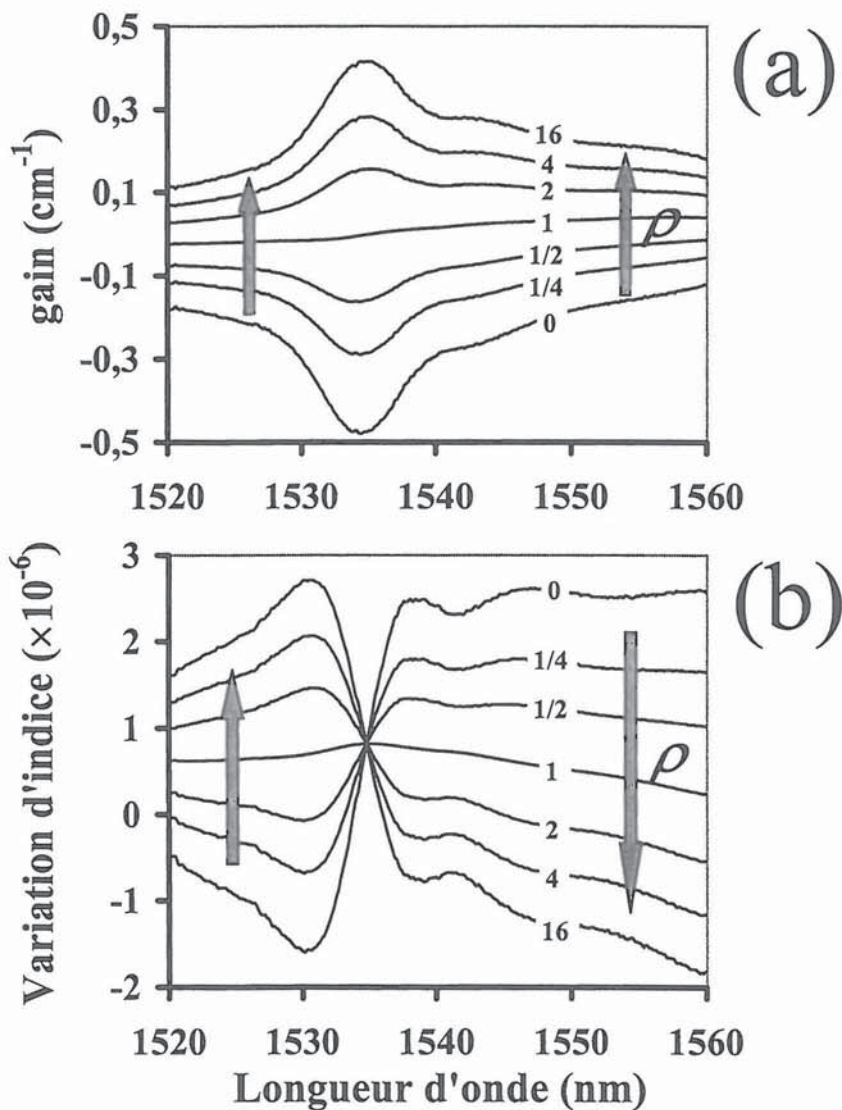 (a)
gain (cm⁻¹)
0,5
0,3
0,1
-0,1
-0,3
-0,5
16
4
2
1
1/2
1/4
0
ρ
1520 1530 1540 1550 1560
(b)
Variation d'indice (×10⁻⁶)
3
2
1
0
-1
-2
0
1/4
1/2
1
2
4
16
ρ
1520 1530 1540 1550 1560
Longueur d'onde (nm)